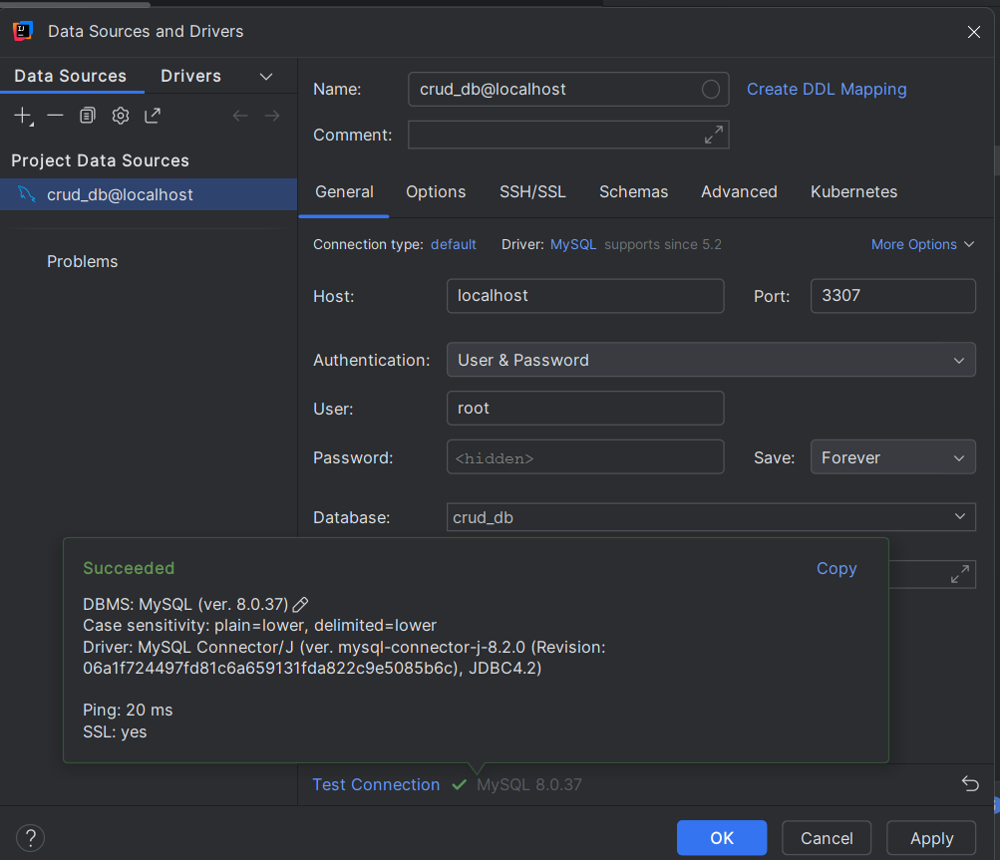 Data Sources and Drivers
Data Sources
Drivers
Project Data Sources
crud_db@localhost
Problems
Name:
crud_db@localhost
Create DDL Mapping
Comment:
General
Options
SSH/SSL
Schemas
Advanced
Kubernetes
Connection type: default
Driver: MySQL supports since 5.2
More Options
Host:
localhost
Port:
3307
Authentication:
User & Password
User:
root
Password:
<hidden>
Save:
Forever
Database:
crud_db
Succeeded
Copy
DBMS: MySQL (ver. 8.0.37)
Case sensitivity: plain=lower, delimited=lower
Driver: MySQL Connector/J (ver. mysql-connector-j-8.2.0 (Revision:
06a1f724497fd81c6a659131fda822c9e5085b6c), JDBC4.2)
Ping: 20 ms
SSL: yes
Test Connection
MySQL 8.0.37
?
OK
Cancel
Apply